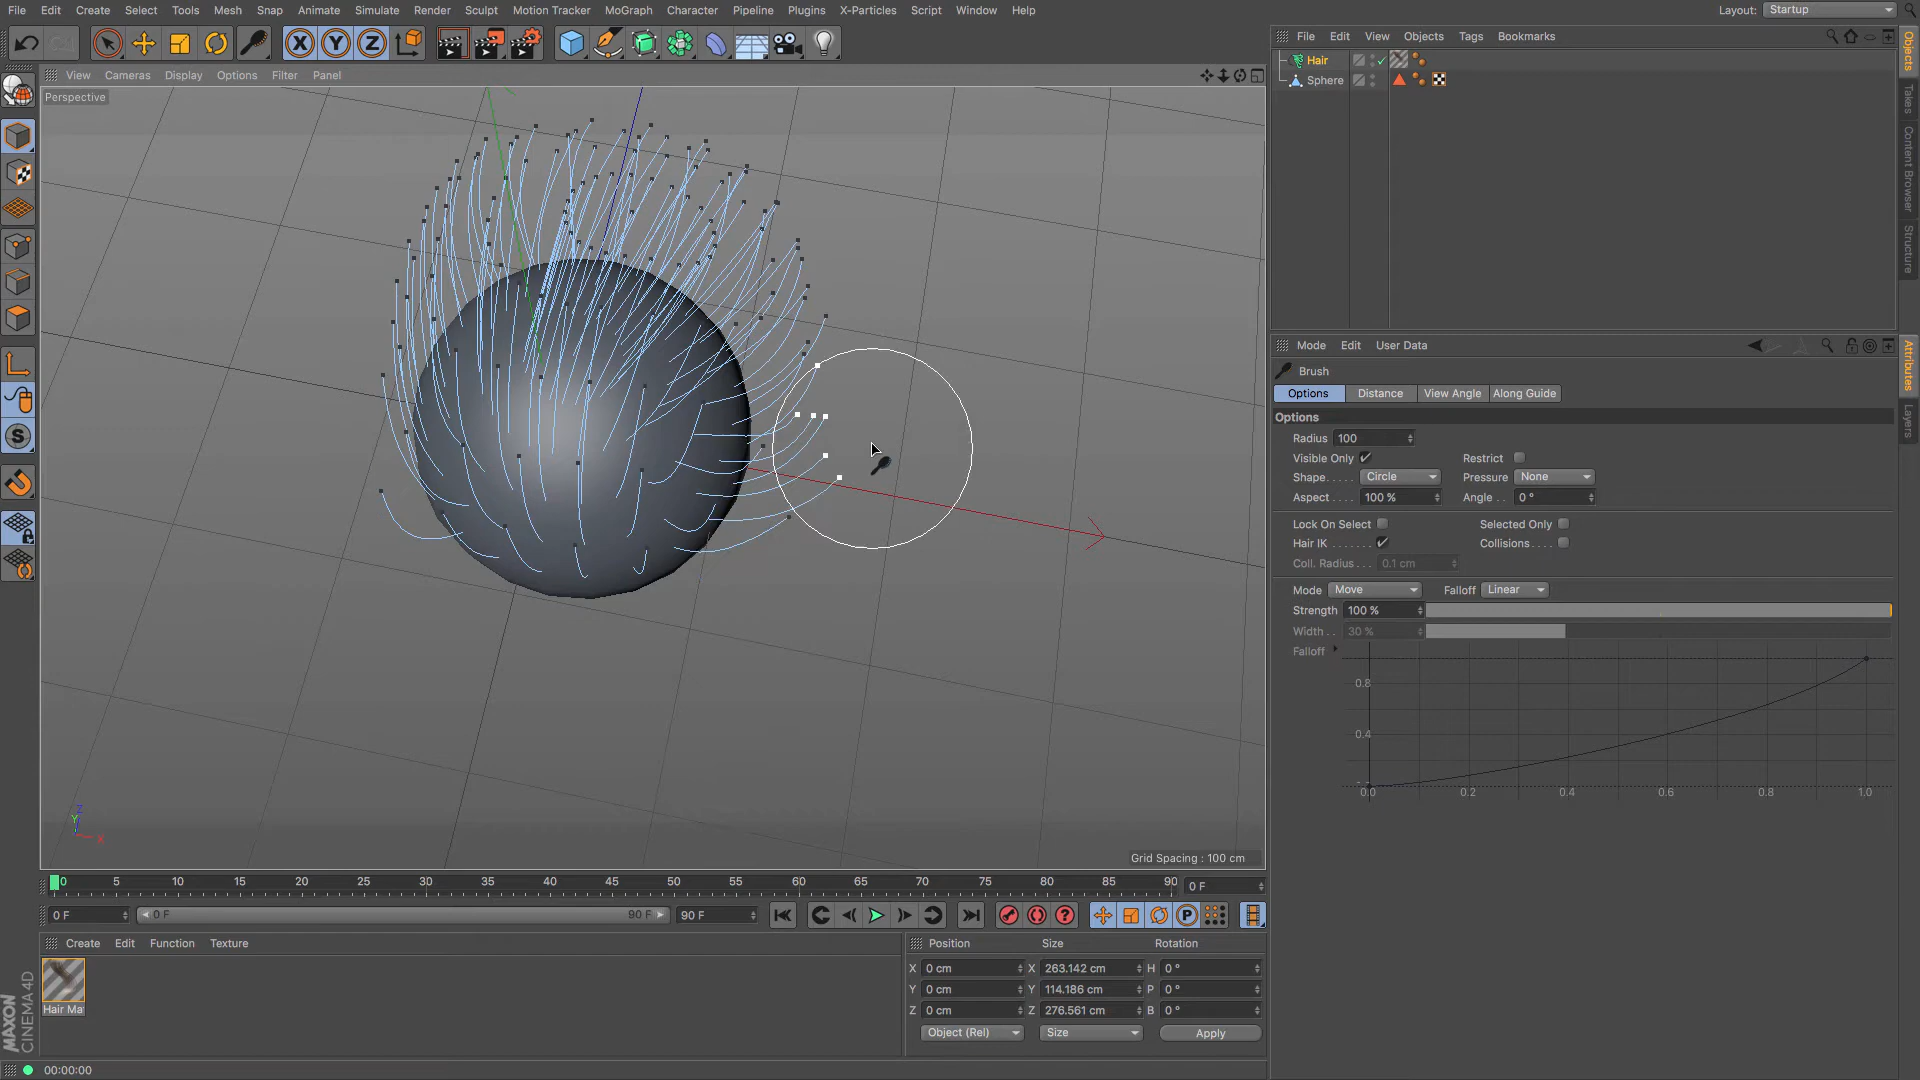 File Edit Create Select Tools Mesh Snap Animate Simulate Render Sculpt Motion Tracker MoGraph Character Pipeline Plugins X-Particles Script Window Help
Layout: Startup
X Y Z
File Edit View Objects Tags Bookmarks
Hair
Sphere
Objects
Takes
Content Browser
Structure
View Cameras Display Options Filter Panel
Perspective
Grid Spacing : 100 cm
Z
Y
X
S
Mode Edit User Data
Attributes
Layers
Brush
Options Distance View Angle Along Guide
Options
Radius 100
Visible Only Restrict
Shape..... Circle Pressure None
Aspect.... 100 % Angle.. 0 °
Lock On Select Selected Only
Hair IK....... Collisions....
Coll. Radius... 0.1 cm
Mode Move Falloff Linear
Strength 100 %
Width.. 30 %
Falloff
0.8
0.4
0.0 0.2 0.4 0.6 0.8 1.0
0 5 10 15 20 25 30 35 40 45 50 55 60 65 70 75 80 85 90 0 F
0 F 0 F 90 F 90 F
P
Create Edit Function Texture
Hair Ma
Position Size Rotation
X 0 cm X 263.142 cm H 0 °
Y 0 cm Y 114.186 cm P 0 °
Z 0 cm Z 276.561 cm B 0 °
Object (Rel) Size Apply
MAXON
CINEMA 4D
00:00:00